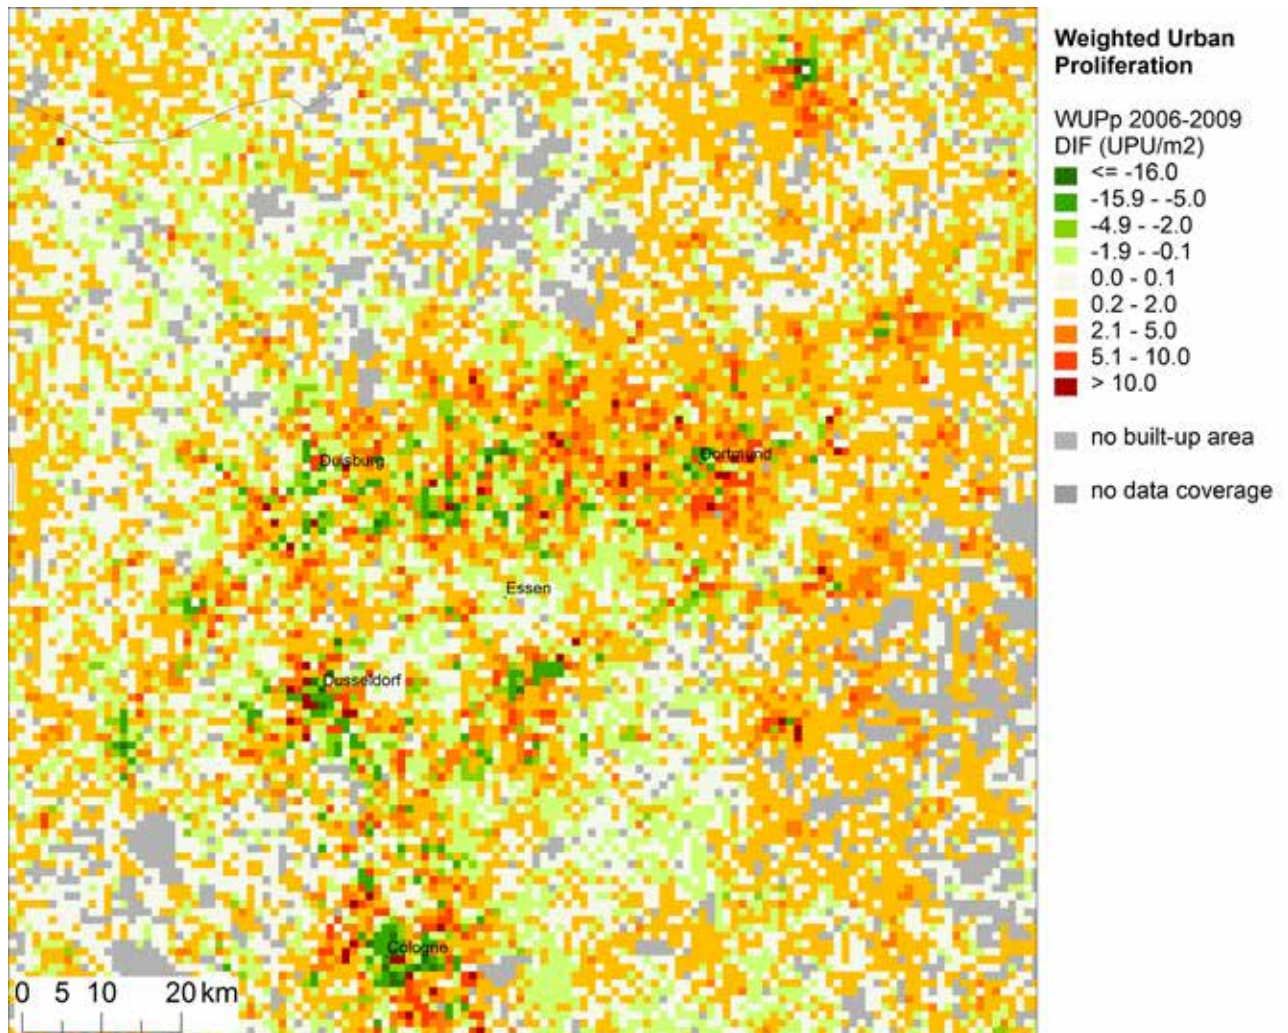 Weighted Urban
Proliferation
WUPp 2006-2009
DIF (UPU/m2)
<= -16.0
-15.9 - -5.0
-4.9 - -2.0
-1.9 - -0.1
0.0 - 0.1
0.2 - 2.0
2.1 - 5.0
5.1 - 10.0
> 10.0
no built-up area
no data coverage
Duisburg
Dortmund
Essen
Dusseldorf
Cologne
0 5 10 20 km